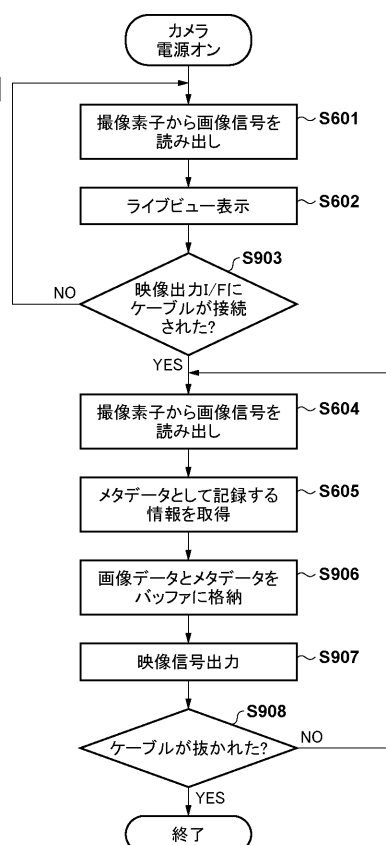 カメラ
電源オン
撮像素子から画像信号を
読み出し
S601
ライブビュー表示
S602
S903
映像出力I/Fに
ケーブルが接続
された?
NO
YES
撮像素子から画像信号を
読み出し
S604
メタデータとして記録する
情報を取得
S605
画像データとメタデータを
バッファに格納
S906
映像信号出力
S907
S908
ケーブルが抜かれた?
NO
YES
終了